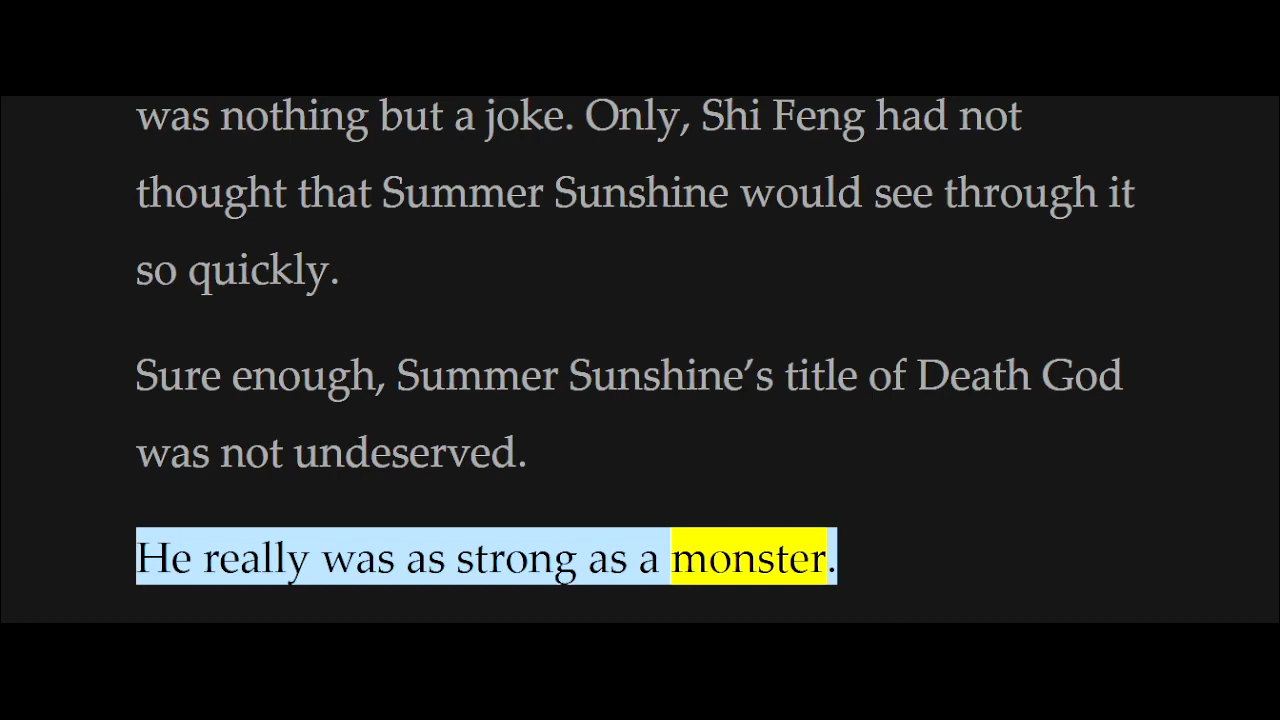 was nothing but a joke. Only, Shi Feng had not
thought that Summer Sunshine would see through it
so quickly.
Sure enough, Summer Sunshine’s title of Death God
was not undeserved.
He really was as strong as a monster.